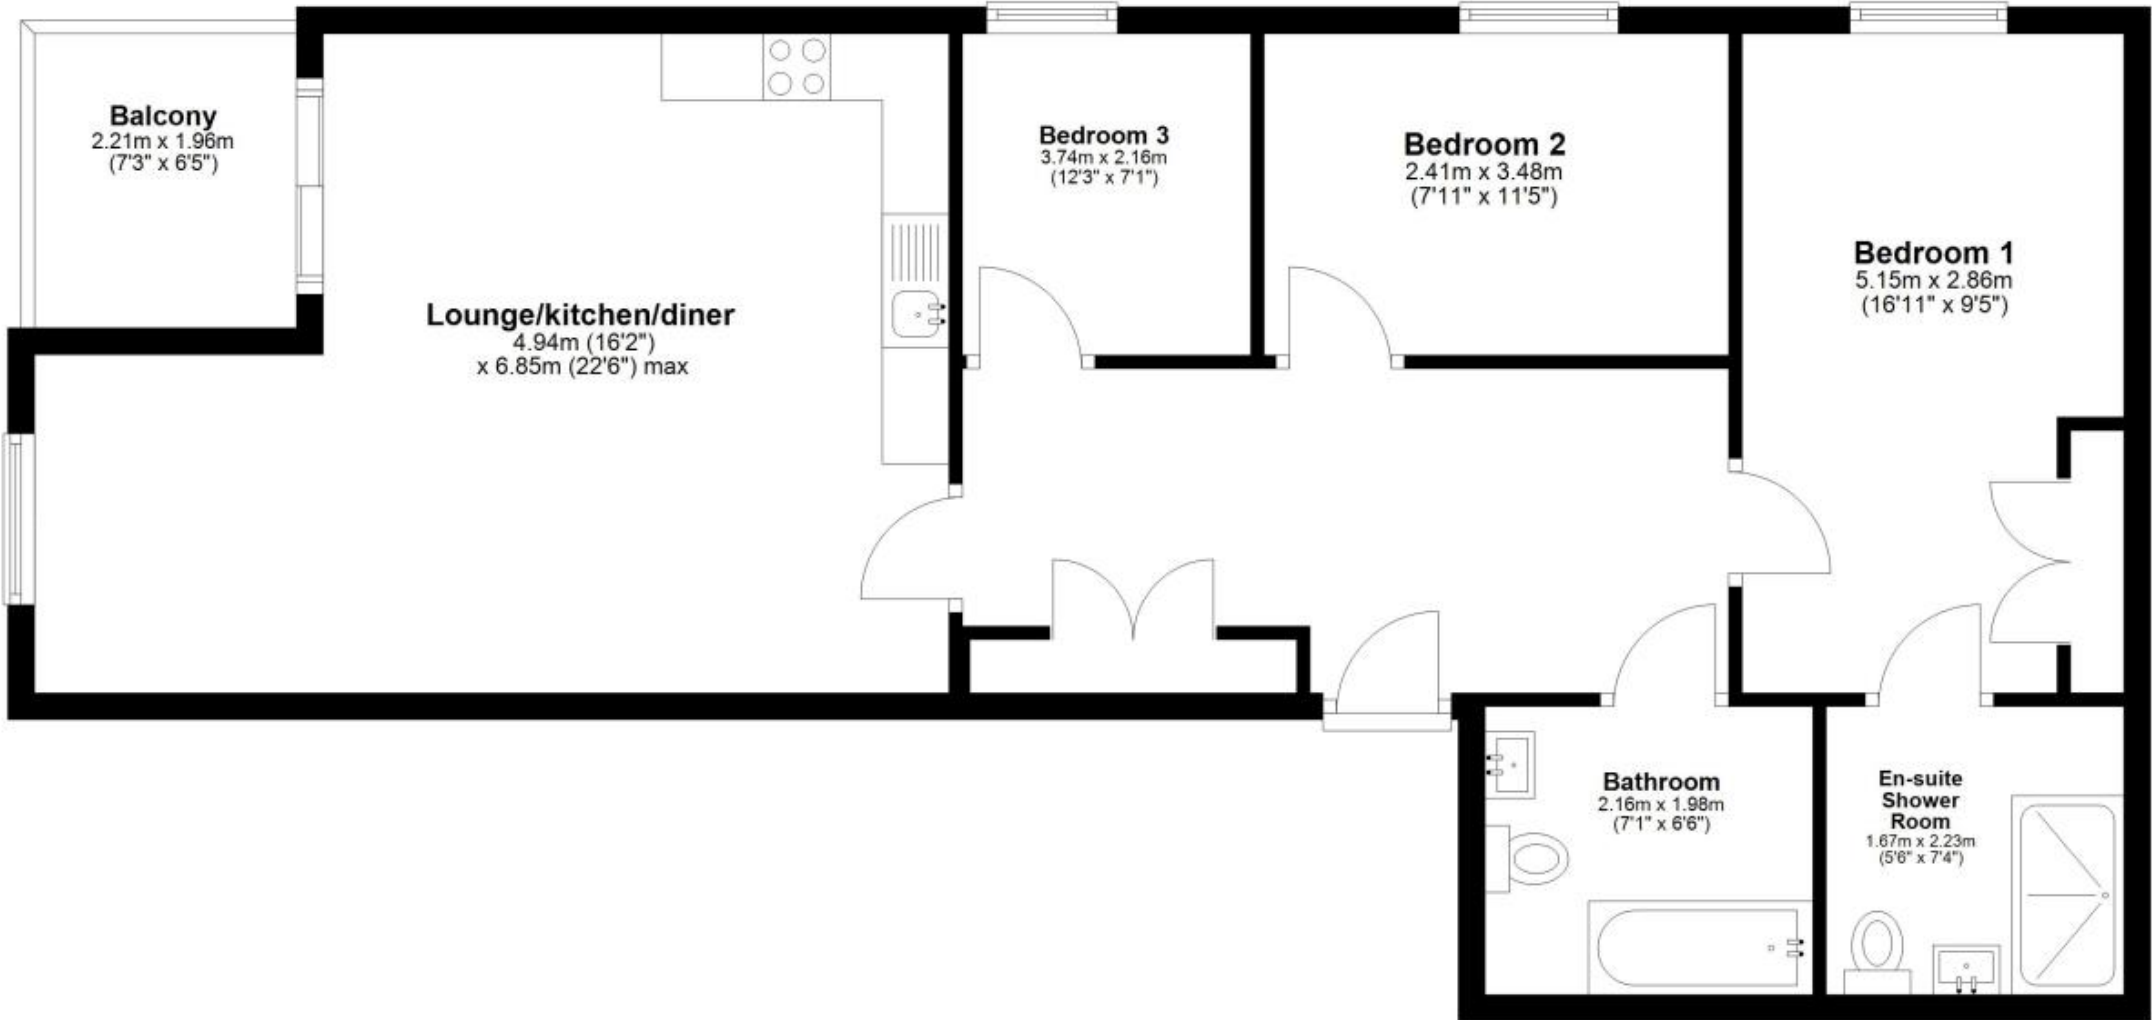 Balcony
2.21m x 1.96m
(7'3" x 6'5")
Lounge/kitchen/diner
4.94m (16'2")
x 6.85m (22'6") max
Bedroom 3
3.74m x 2.16m
(12'3" x 7'1")
Bedroom 2
2.41m x 3.48m
(7'11" x 11'5")
Bedroom 1
5.15m x 2.86m
(16'11" x 9'5")
Bathroom
2.16m x 1.98m
(7'1" x 6'6")
En-suite
Shower
Room
1.67m x 2.23m
(5'6" x 7'4")